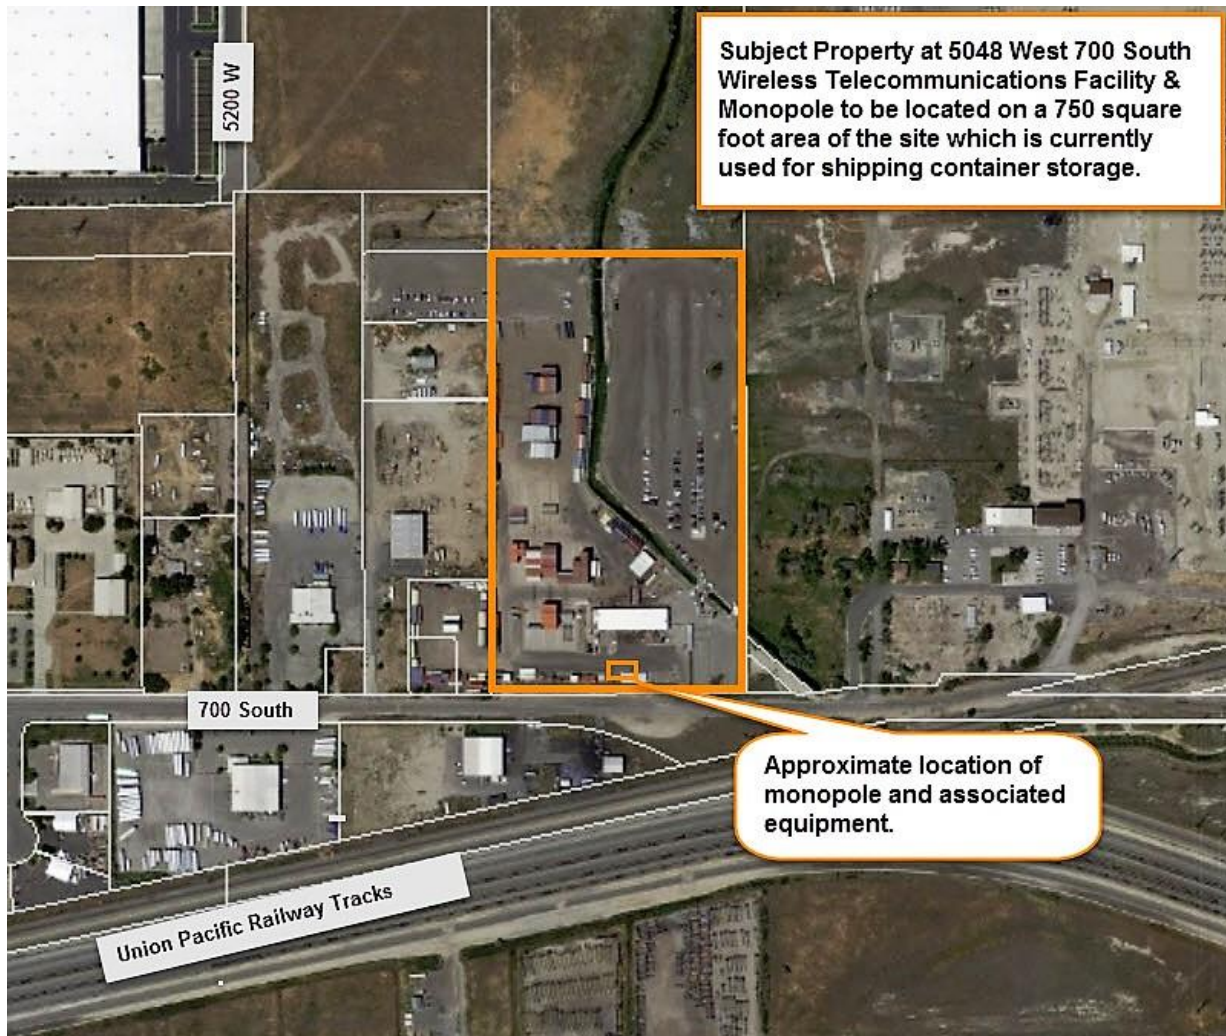 Subject Property at 5048 West 700 South
Wireless Telecommunications Facility &
Monopole to be located on a 750 square
foot area of the site which is currently
used for shipping container storage.
5200 W
700 South
Approximate location of
monopole and associated
equipment.
Union Pacific Railway Tracks